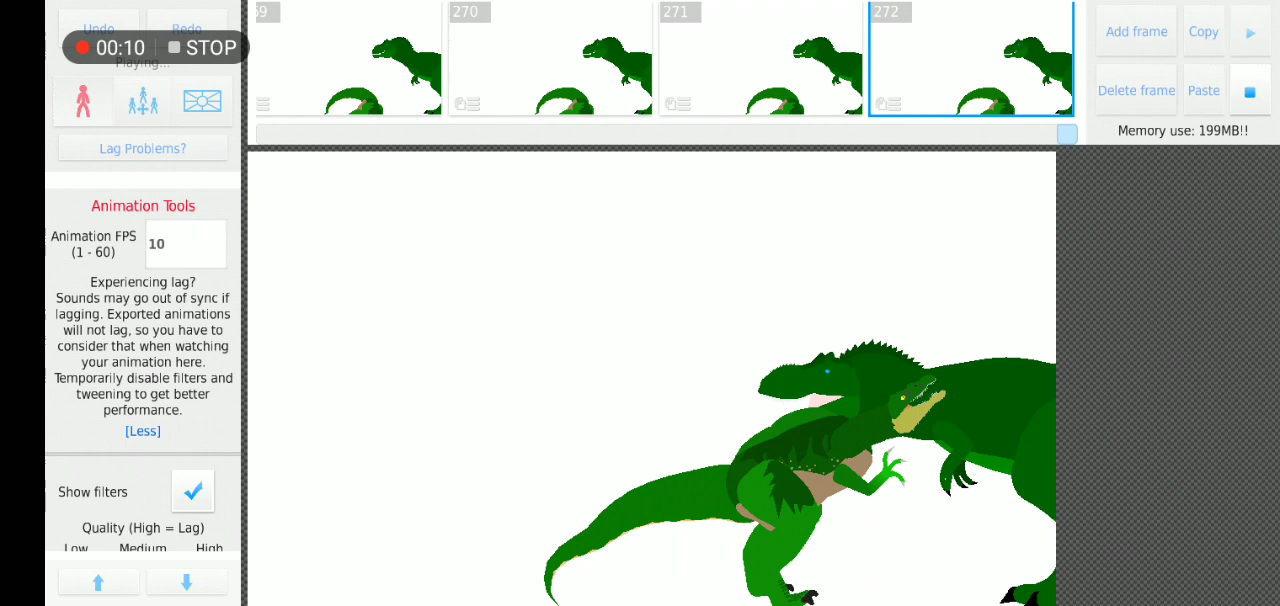 Undo
Redo
00:10
STOP
Playing...
Lag Problems?
Animation Tools
Animation FPS
(1 - 60)
10
Experiencing lag?
Sounds may go out of sync if
lagging. Exported animations
will not lag, so you have to
consider that when watching
your animation here.
Temporarily disable filters and
tweening to get better
performance.
[Less]
Show filters
Quality (High = Lag)
Low Medium High
69
270
271
272
Add frame
Copy
Delete frame
Paste
Memory use: 199MB!!